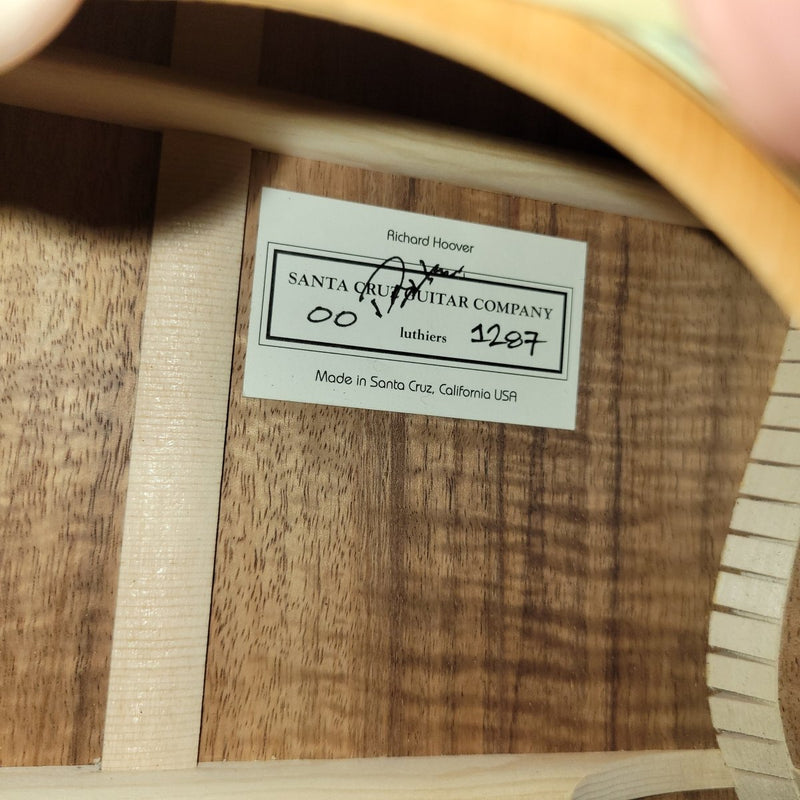 Richard Hoover
SANTA CRUZ GUITAR COMPANY
00 luthiers 1287
Made in Santa Cruz, California USA